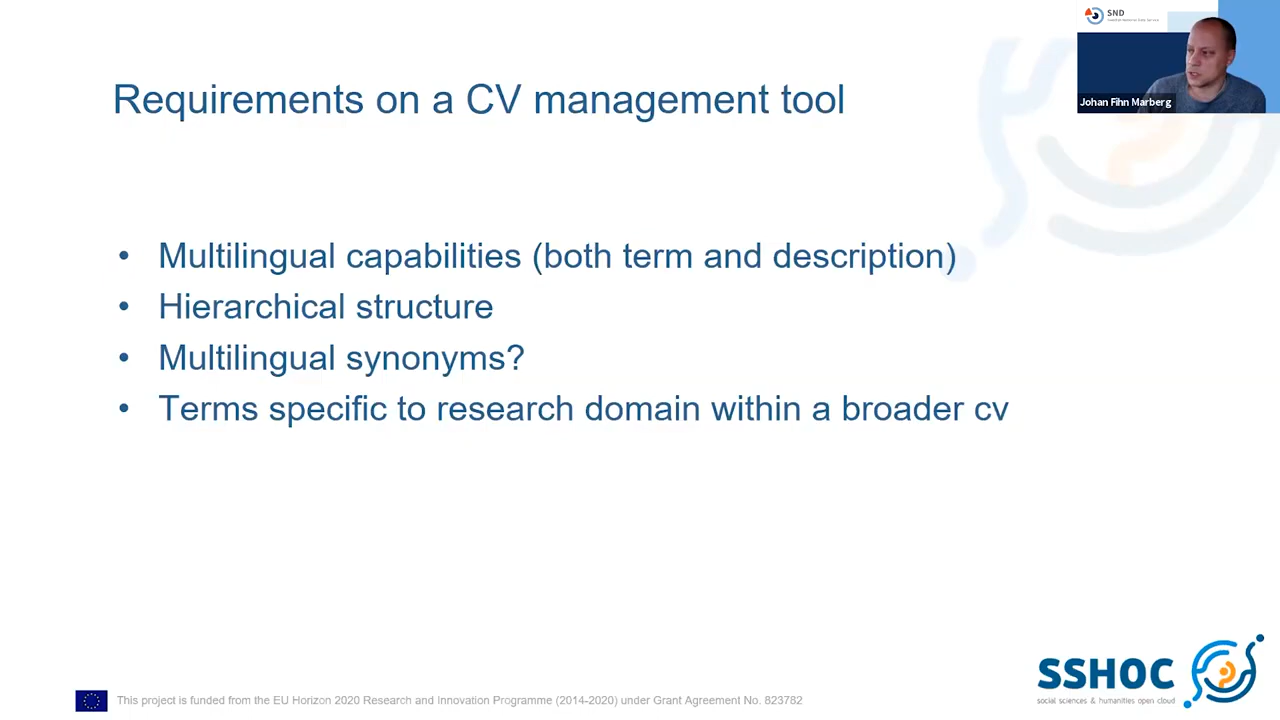 SND
Johan Fihn Marberg
Requirements on a CV management tool
• Multilingual capabilities (both term and description)
• Hierarchical structure
• Multilingual synonyms?
• Terms specific to research domain within a broader cv
SSHOC
social sciences & humanities open cloud
This project is funded from the EU Horizon 2020 Research and Innovation Programme (2014-2020) under Grant Agreement No. 823782